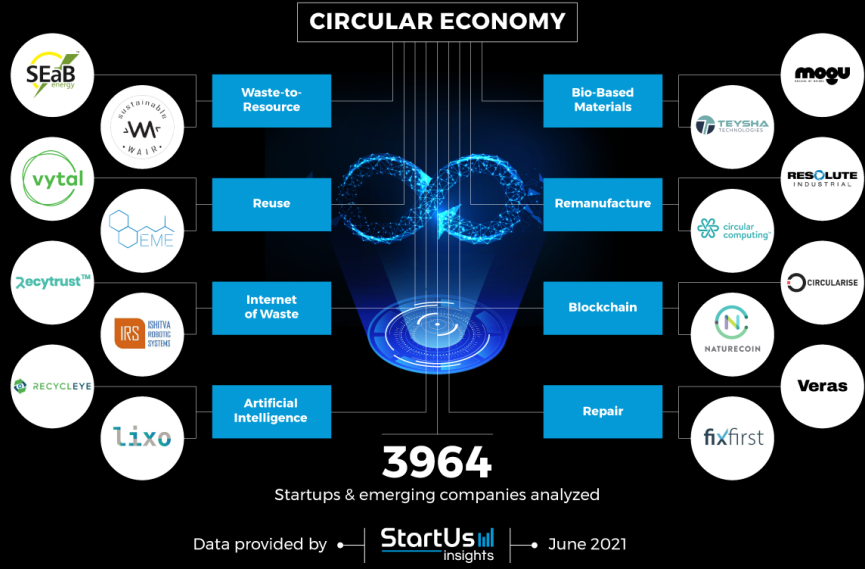 CIRCULAR ECONOMY
SEaB
energy
Waste-to-
Resource
sustainable
WAIR
Bio-Based
Materials
mogu
TEYSHA
TECHNOLOGIES
vytal
Reuse
EME
Remanufacture
RESOLUTE
INDUSTRIAL
circular
computing™
Recytrust™
Internet
of Waste
IRS
ISHITVA
ROBOTIC
SYSTEMS
Blockchain
CIRCULARISE
N
NATURECOIN
RECYCLEYE
Artificial
Intelligence
lixo
Repair
Veras
fixfirst
3964
Startups & emerging companies analyzed
Data provided by
StartUs
insights
June 2021